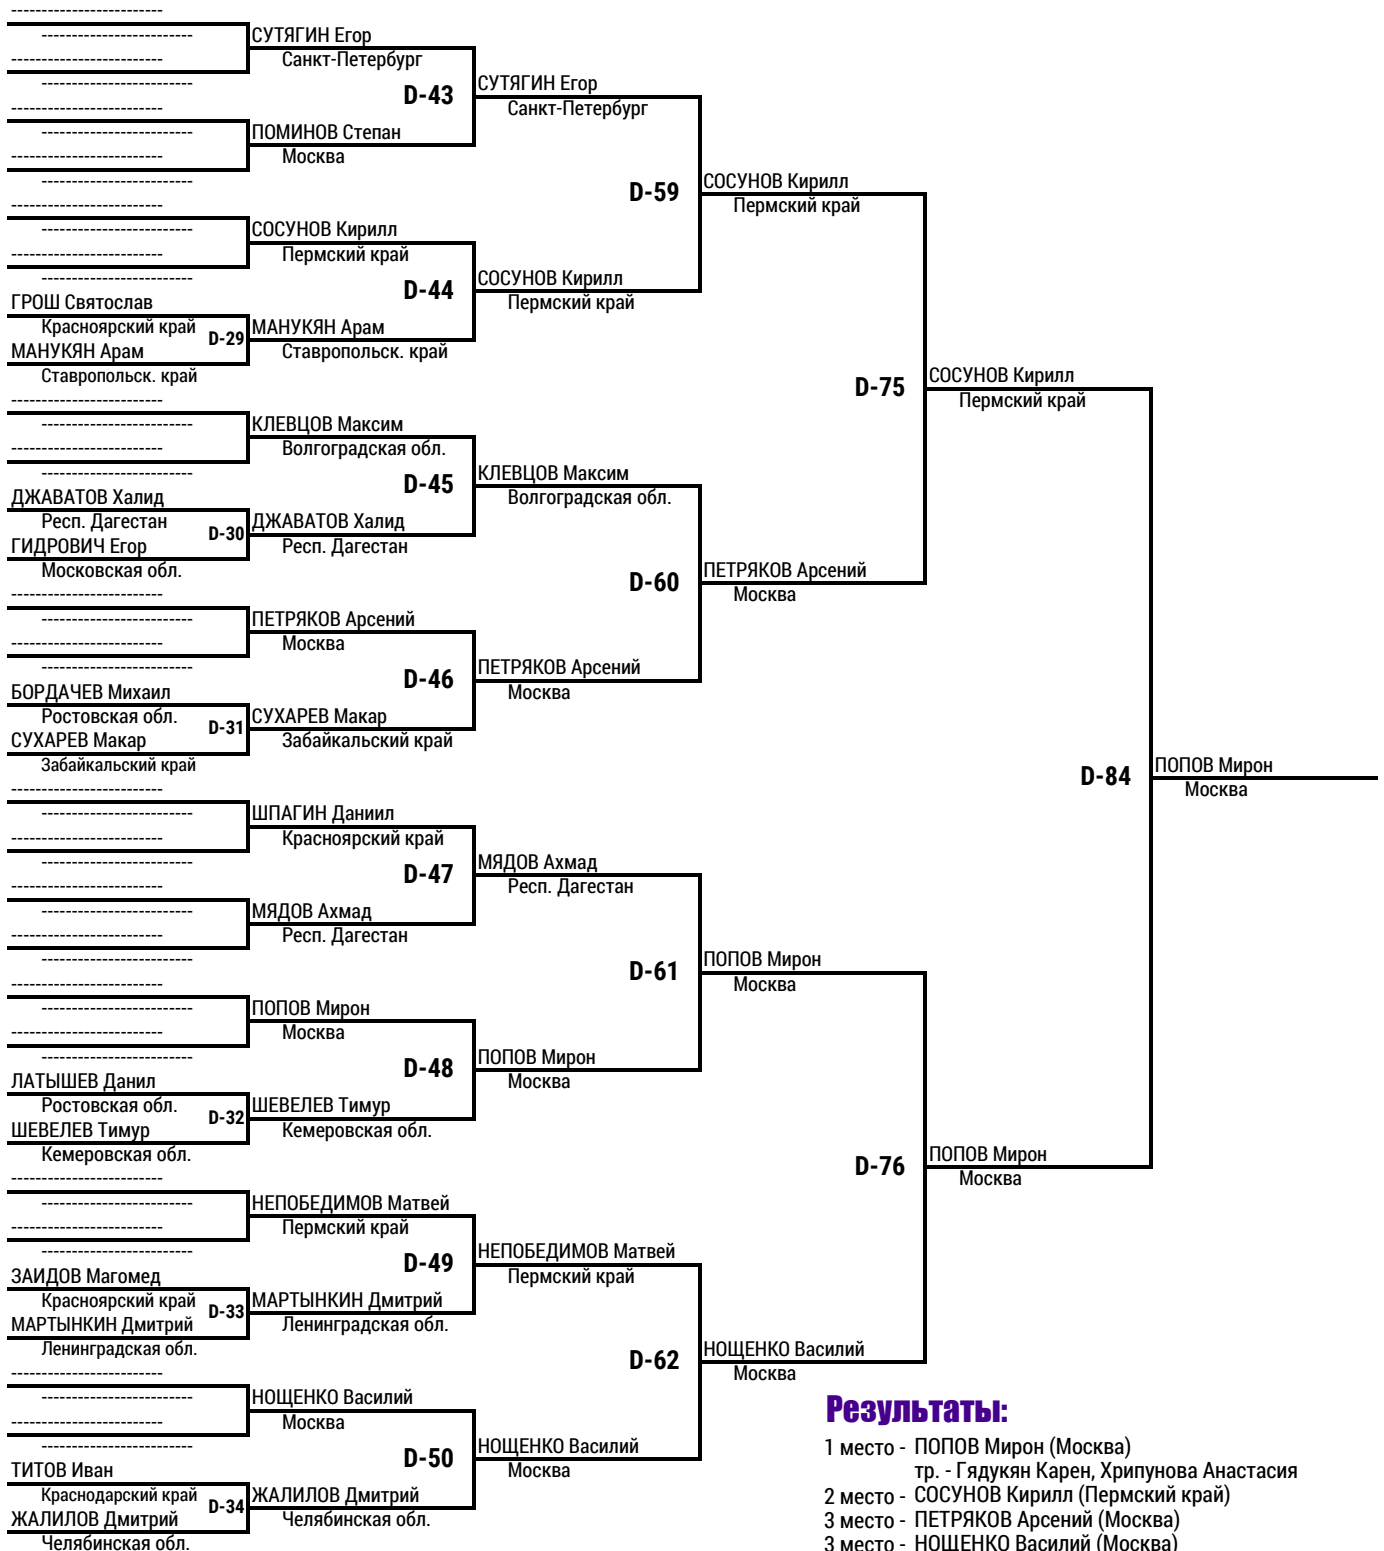 -------------------------
-------------------------
-------------------------
-------------------------
СУТЯГИН Егор
Санкт-Петербург
D-43
СУТЯГИН Егор
Санкт-Петербург
-------------------------
-------------------------
-------------------------
-------------------------
ПОМИНОВ Степан
Москва
D-59
СОСУНОВ Кирилл
Пермский край
-------------------------
-------------------------
-------------------------
-------------------------
СОСУНОВ Кирилл
Пермский край
D-44
СОСУНОВ Кирилл
Пермский край
ГРОШ Святослав
Красноярский край
D-29
МАНУКЯН Арам
Ставропольск. край
МАНУКЯН Арам
Ставропольск. край
D-75
СОСУНОВ Кирилл
Пермский край
-------------------------
-------------------------
-------------------------
-------------------------
КЛЕВЦОВ Максим
Волгоградская обл.
D-45
КЛЕВЦОВ Максим
Волгоградская обл.
ДЖАВАТОВ Халид
Респ. Дагестан
D-30
ГИДРОВИЧ Егор
Московская обл.
ДЖАВАТОВ Халид
Респ. Дагестан
D-60
ПЕТРЯКОВ Арсений
Москва
-------------------------
-------------------------
-------------------------
-------------------------
ПЕТРЯКОВ Арсений
Москва
D-46
ПЕТРЯКОВ Арсений
Москва
БОРДАЧЕВ Михаил
Ростовская обл.
D-31
СУХАРЕВ Макар
Забайкальский край
СУХАРЕВ Макар
Забайкальский край
D-84
ПОПОВ Мирон
Москва
-------------------------
-------------------------
-------------------------
-------------------------
ШПАГИН Даниил
Красноярский край
D-47
МЯДОВ Ахмад
Респ. Дагестан
-------------------------
-------------------------
-------------------------
-------------------------
МЯДОВ Ахмад
Респ. Дагестан
D-61
ПОПОВ Мирон
Москва
-------------------------
-------------------------
-------------------------
-------------------------
ПОПОВ Мирон
Москва
D-48
ПОПОВ Мирон
Москва
ЛАТЫШЕВ Данил
Ростовская обл.
D-32
ШЕВЕЛЕВ Тимур
Кемеровская обл.
ШЕВЕЛЕВ Тимур
Кемеровская обл.
D-76
ПОПОВ Мирон
Москва
-------------------------
-------------------------
-------------------------
-------------------------
НЕПОБЕДИМОВ Матвей
Пермский край
D-49
НЕПОБЕДИМОВ Матвей
Пермский край
ЗАИДОВ Магомед
Красноярский край
D-33
МАРТЫНКИН Дмитрий
Ленинградская обл.
МАРТЫНКИН Дмитрий
Ленинградская обл.
D-62
НОЩЕНКО Василий
Москва
-------------------------
-------------------------
-------------------------
-------------------------
НОЩЕНКО Василий
Москва
D-50
НОЩЕНКО Василий
Москва
ТИТОВ Иван
Краснодарский край
D-34
ЖАЛИЛОВ Дмитрий
Челябинская обл.
ЖАЛИЛОВ Дмитрий
Челябинская обл.
Результаты:
1 место - ПОПОВ Мирон (Москва)
тр. - Гядукян Карен, Хрипунова Анастасия
2 место - СОСУНОВ Кирилл (Пермский край)
3 место - ПЕТРЯКОВ Арсений (Москва)
3 место - НОЩЕНКО Василий (Москва)